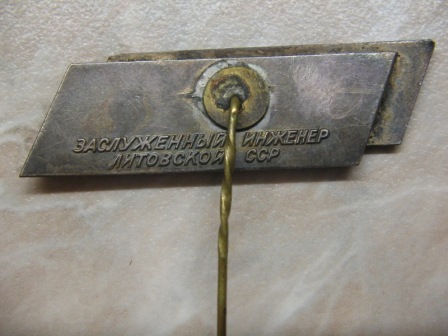 ЗАСЛУЖЕННЫЙ ИНЖЕНЕР
ЛИТОВСКОЙ ССР